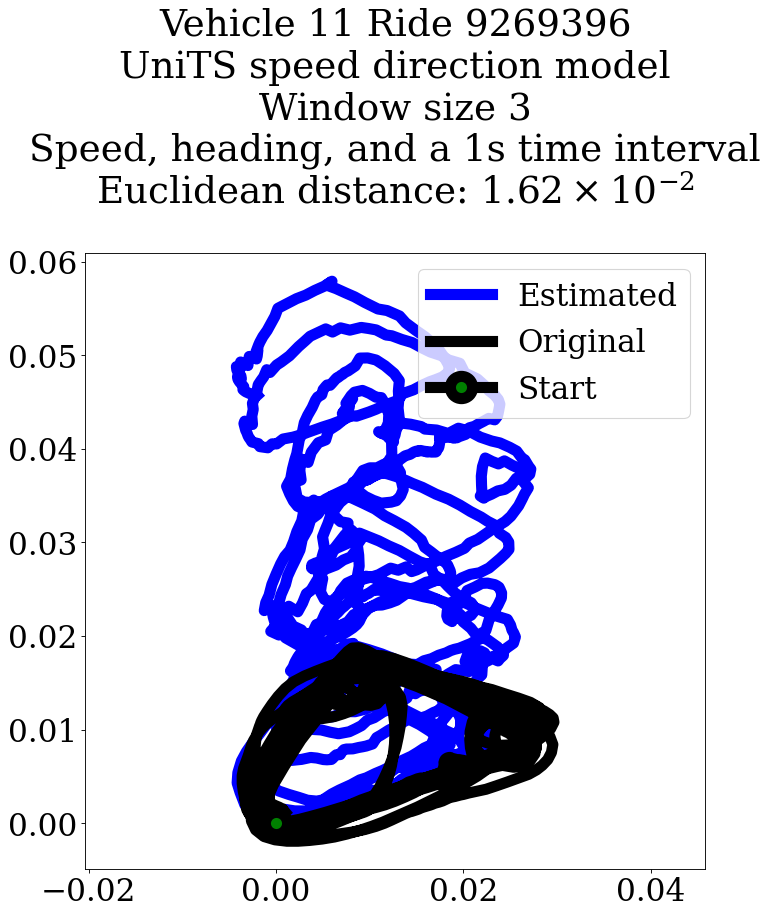 Vehicle 11 Ride 9269396
UniTS speed direction model
Window size 3
Speed, heading, and a 1s time interval
Euclidean distance: 1.62 × 10⁻²
0.06
Estimated
0.05
Original
Start
0.04
0.03
0.02
0.01
0.00
−0.02 0.00 0.02 0.04